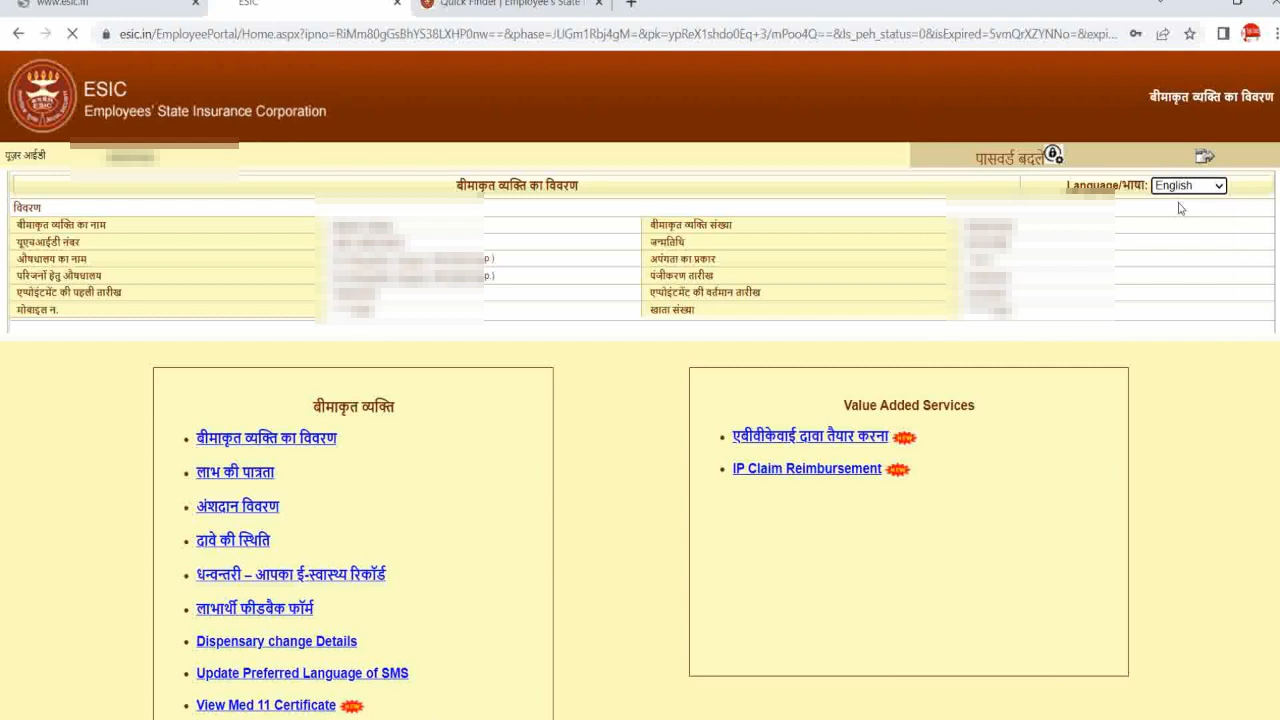 www.esic.in
ESIC
Quick Finder | Employee's State
esic.in/EmployeePortal/Home.aspx?ipno=RiMm80gGsBhYS38LXHP0nw==&phase=UGm1Rbj4gM=&pk=ypReX1shdo0Eq+3/mPoo4Q==&Is_peh_status=0&isExpired=5vmQrXZYNNo=&expi...
ESIC
Employees' State Insurance Corporation
बीमाकृत व्यक्ति का विवरण
यूज़र आईडी
पासवर्ड बदलें
बीमाकृत व्यक्ति का विवरण
Language/भाषा: English
विवरण
बीमाकृत व्यक्ति का नाम
बीमाकृत व्यक्ति संख्या
यूएचआईडी नंबर
जन्मतिथि
औषधालय का नाम
p.)
अपंगता का प्रकार
परिजनों हेतु औषधालय
p.)
पंजीकरण तारीख
एप्पोइंटमेंट की पहली तारीख
एप्पोइंटमेंट की वर्तमान तारीख
मोबाइल न.
खाता संख्या
बीमाकृत व्यक्ति
बीमाकृत व्यक्ति का विवरण
लाभ की पात्रता
अंशदान विवरण
दावे की स्थिति
धन्वन्तरी – आपका ई-स्वास्थ्य रिकॉर्ड
लाभार्थी फीडबैक फॉर्म
Dispensary change Details
Update Preferred Language of SMS
View Med 11 Certificate
Value Added Services
एबीवीकेवाई दावा तैयार करना
IP Claim Reimbursement